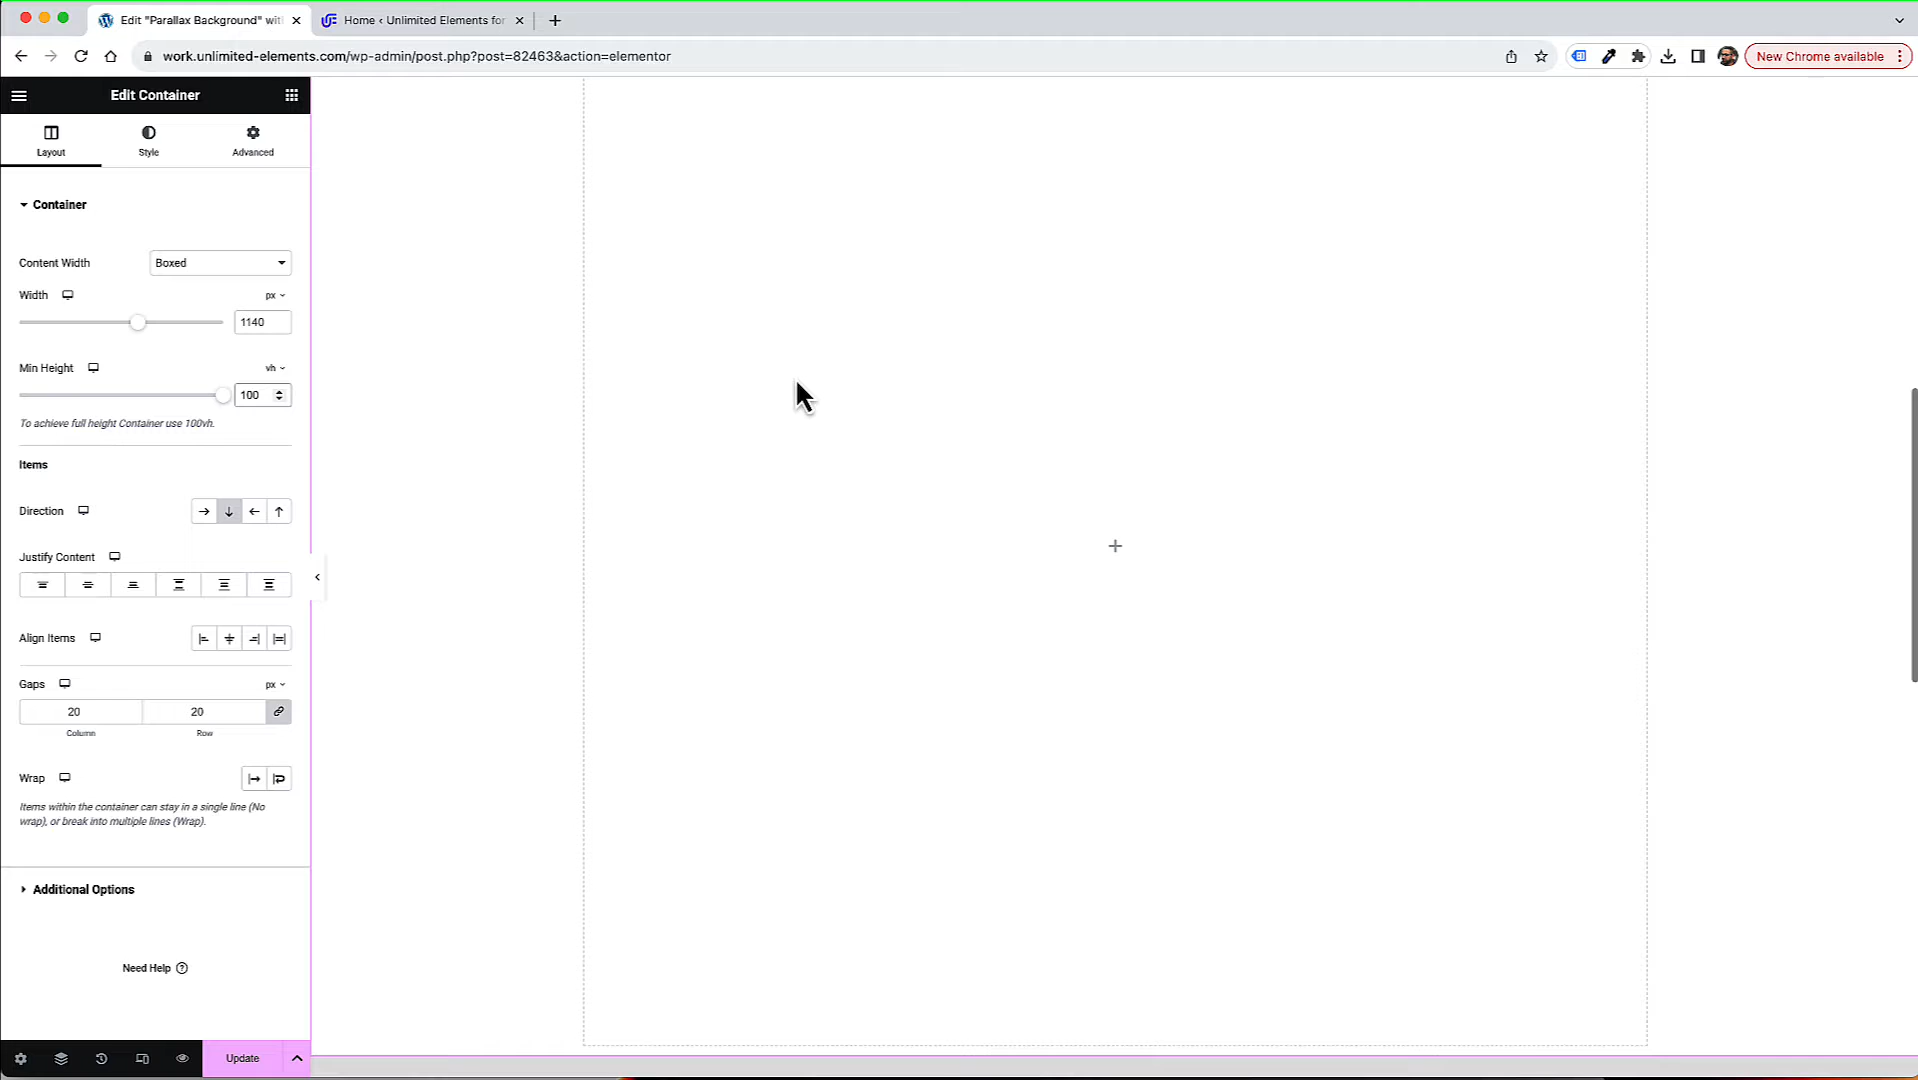 Edit "Parallax Background" wit
Home ‹ Unlimited Elements for
work.unlimited-elements.com/wp-admin/post.php?post=82463&action=elementor
New Chrome available
Edit Container
Layout
Style
Advanced
Container
Content Width
Boxed
Width
px
1140
Min Height
vh
100
To achieve full height Container use 100vh.
Items
Direction
Justify Content
Align Items
Gaps
px
20
20
Column
Row
Wrap
Items within the container can stay in a single line (No
wrap), or break into multiple lines (Wrap).
Additional Options
Need Help
Update